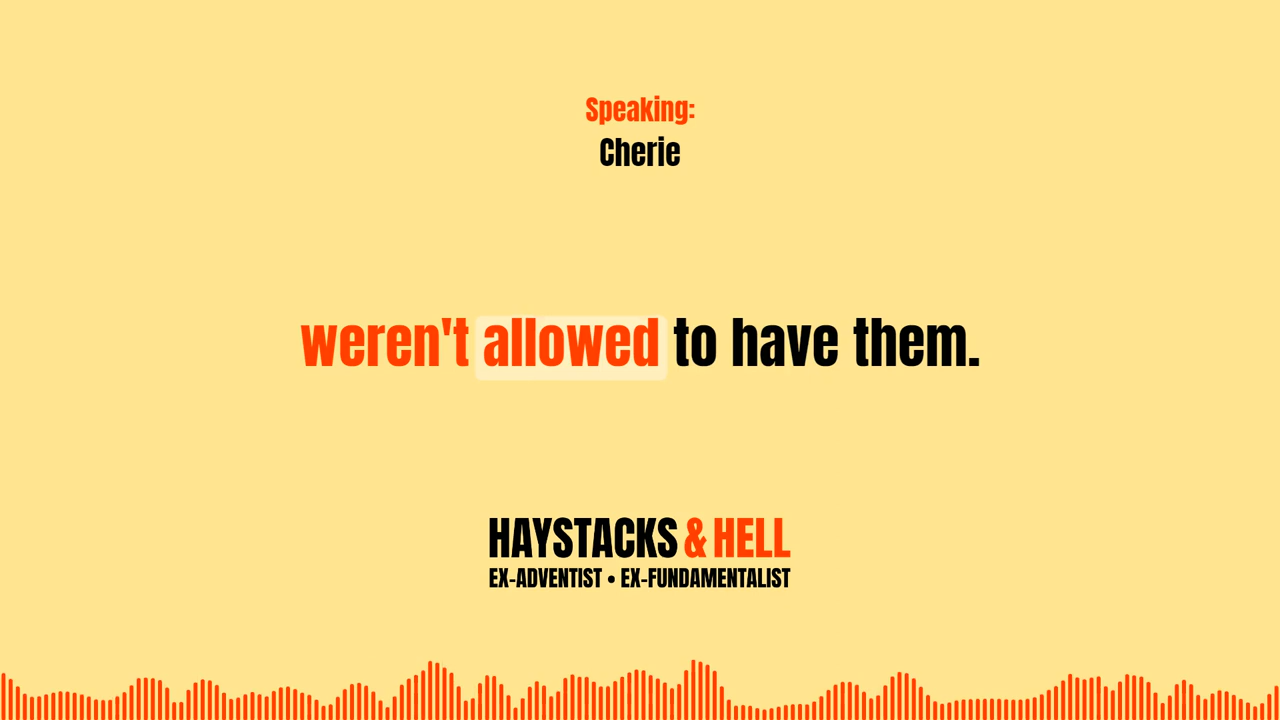 Speaking:
Cherie
weren't allowed to have them.
HAYSTACKS & HELL
EX-ADVENTIST • EX-FUNDAMENTALIST